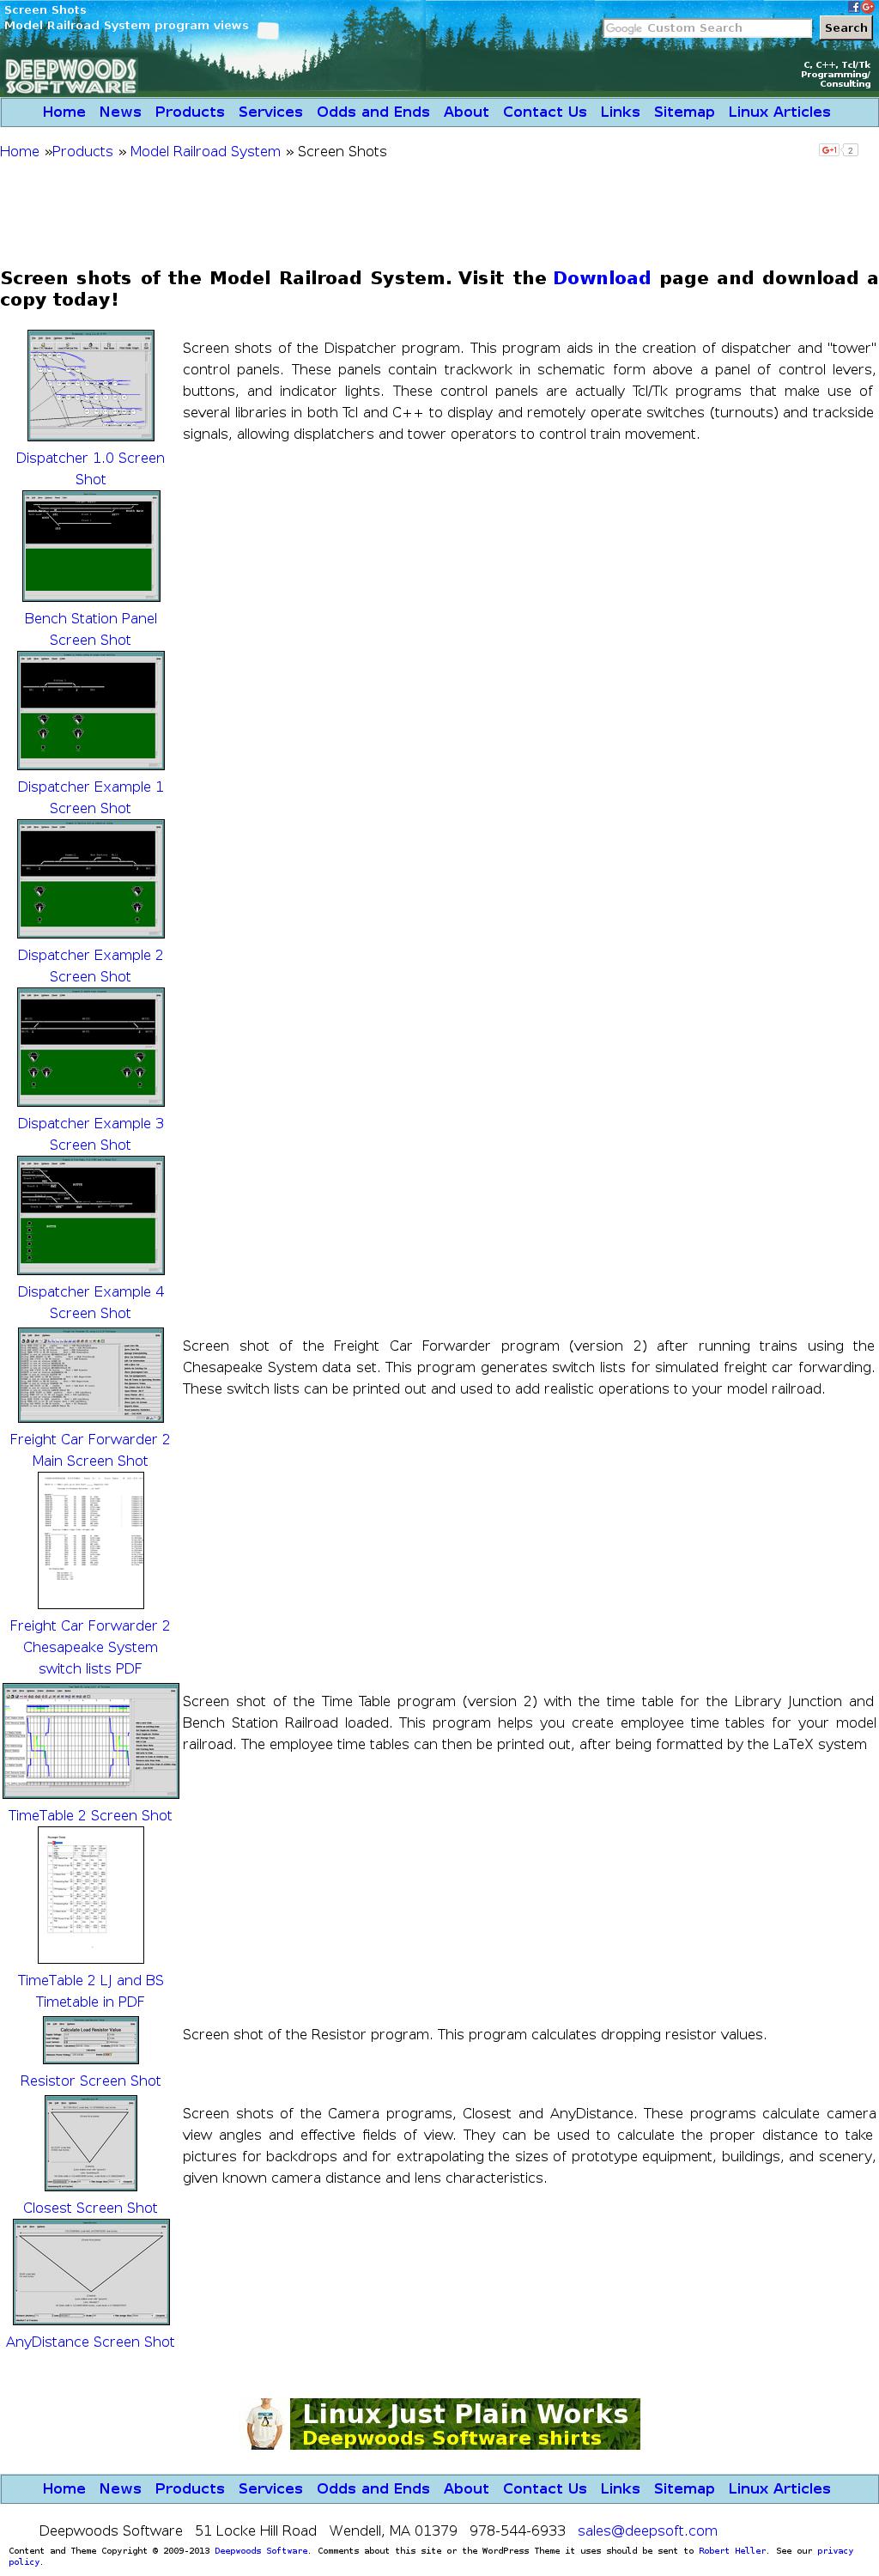 Screen Shots
Model Railroad System program views
Google Custom Search
Search
DEEPWOODS
SOFTWARE
C, C++, Tcl/Tk
Programming/
Consulting
Home News Products Services Odds and Ends About Contact Us Links Sitemap Linux Articles
Home »Products » Model Railroad System » Screen Shots
G+1 2
Screen shots of the Model Railroad System. Visit the Download page and download a
copy today!
Screen shots of the Dispatcher program. This program aids in the creation of dispatcher and "tower"
control panels. These panels contain trackwork in schematic form above a panel of control levers,
buttons, and indicator lights. These control panels are actually Tcl/Tk programs that make use of
several libraries in both Tcl and C++ to display and remotely operate switches (turnouts) and trackside
signals, allowing displatchers and tower operators to control train movement.
Dispatcher 1.0 Screen
Shot
Bench Station Panel
Screen Shot
Dispatcher Example 1
Screen Shot
Dispatcher Example 2
Screen Shot
Dispatcher Example 3
Screen Shot
Dispatcher Example 4
Screen Shot
Screen shot of the Freight Car Forwarder program (version 2) after running trains using the
Chesapeake System data set. This program generates switch lists for simulated freight car forwarding.
These switch lists can be printed out and used to add realistic operations to your model railroad.
Freight Car Forwarder 2
Main Screen Shot
Freight Car Forwarder 2
Chesapeake System
switch lists PDF
Screen shot of the Time Table program (version 2) with the time table for the Library Junction and
Bench Station Railroad loaded. This program helps you create employee time tables for your model
railroad. The employee time tables can then be printed out, after being formatted by the LaTeX system
TimeTable 2 Screen Shot
TimeTable 2 LJ and BS
Timetable in PDF
Calculate Load Resistor Value
Screen shot of the Resistor program. This program calculates dropping resistor values.
Resistor Screen Shot
Screen shots of the Camera programs, Closest and AnyDistance. These programs calculate camera
view angles and effective fields of view. They can be used to calculate the proper distance to take
pictures for backdrops and for extrapolating the sizes of prototype equipment, buildings, and scenery,
given known camera distance and lens characteristics.
Closest Screen Shot
AnyDistance Screen Shot
Linux Just Plain Works
Deepwoods Software shirts
Home News Products Services Odds and Ends About Contact Us Links Sitemap Linux Articles
Deepwoods Software 51 Locke Hill Road Wendell, MA 01379 978-544-6933 sales@deepsoft.com
Content and Theme Copyright © 2009-2013 Deepwoods Software. Comments about this site or the WordPress Theme it uses should be sent to Robert Heller. See our privacy
policy.